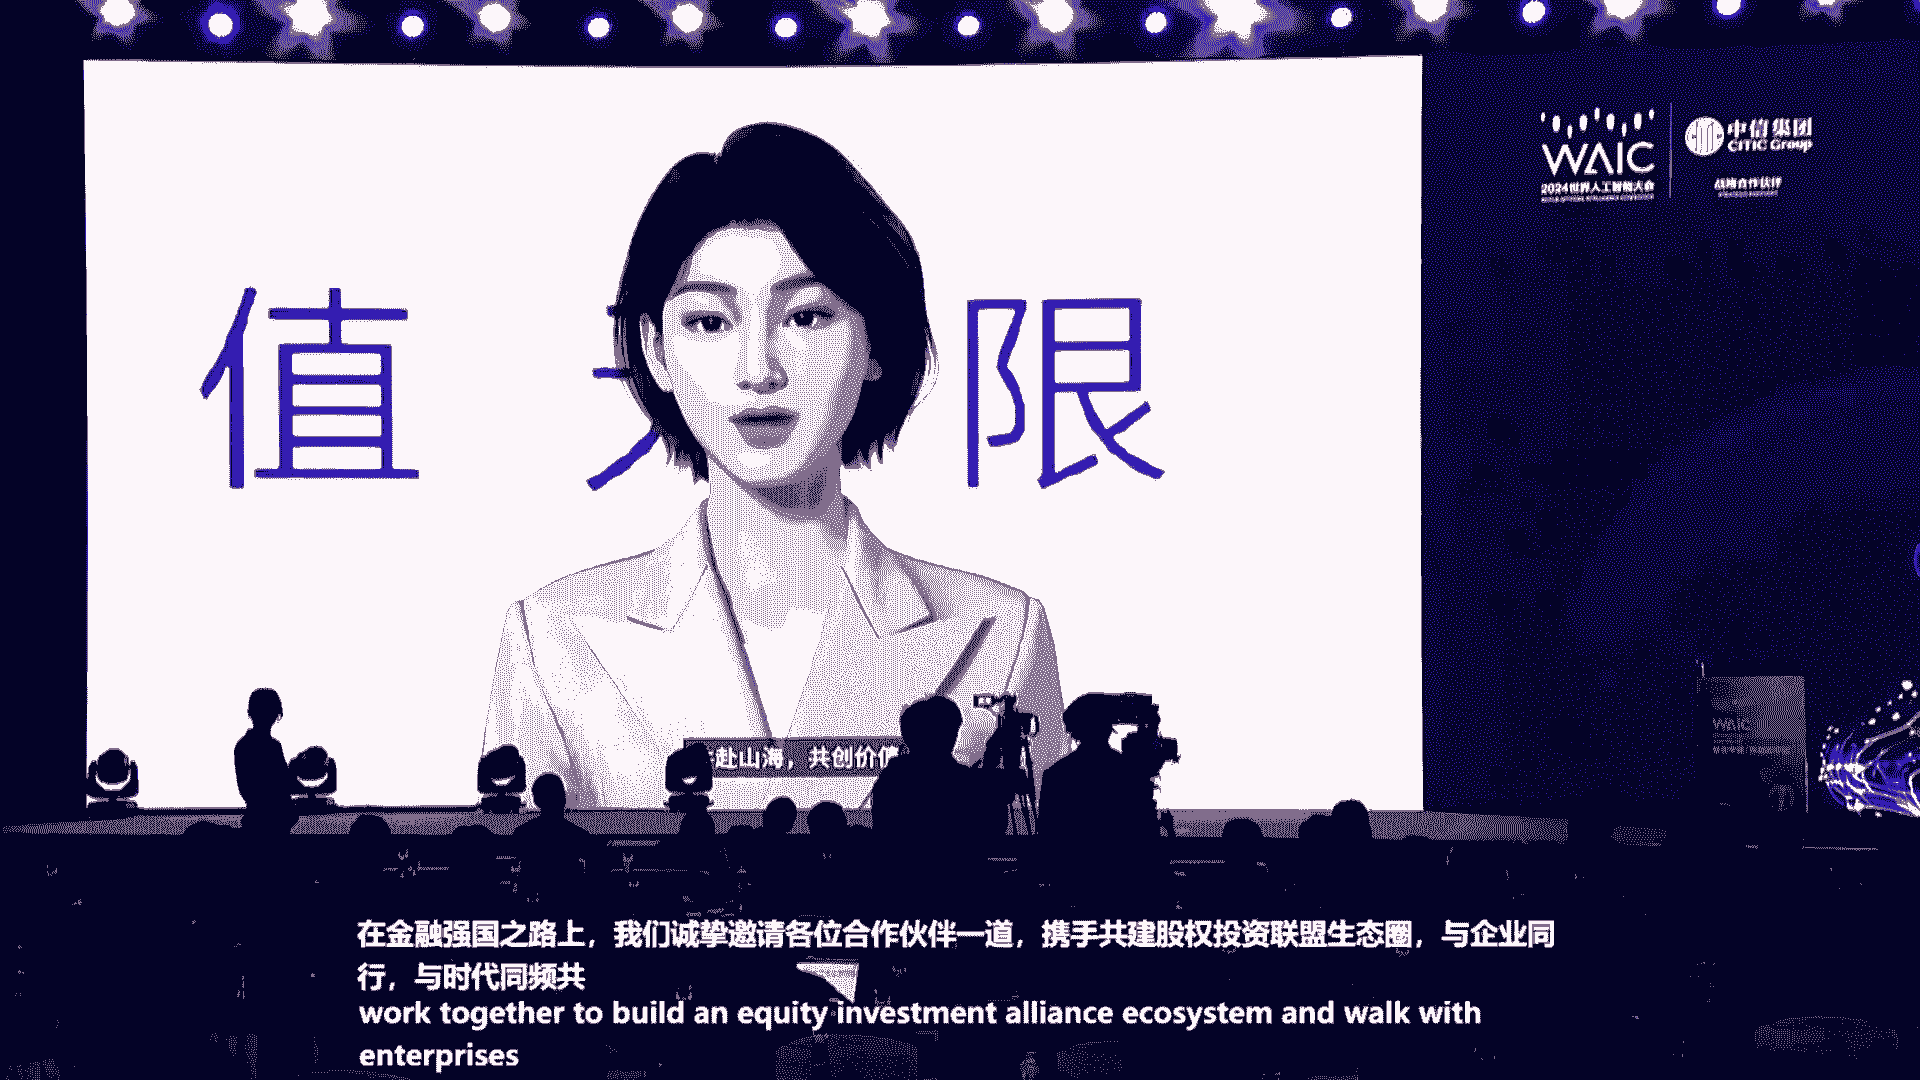 WAIC
2024世界人工智能大会
中信集团
CITIC Group
战略合作伙伴
值 无 限
赴山海，共创价值
WAIC
在金融强国之路上，我们诚挚邀请各位合作伙伴一道，携手共建股权投资联盟生态圈，与企业同
行，与时代同频共
work together to build an equity investment alliance ecosystem and walk with
enterprises